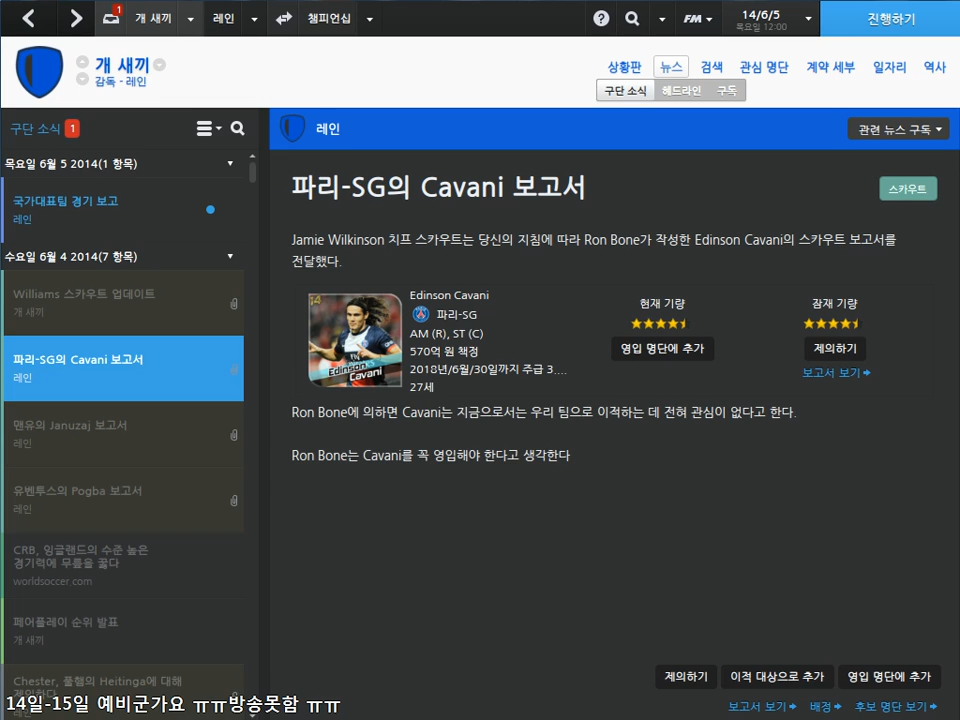 1
개 새끼
레인
챔피언십
FM
14/6/5
목요일 12:00
진행하기
개 새끼
감독 - 레인
상황판
뉴스
검색
관심 명단
계약 세부
일자리
역사
구단 소식
헤드라인
구독
구단 소식 1
레인
관련 뉴스 구독
목요일 6월 5 2014(1 항목)
국가대표팀 경기 보고
레인
수요일 6월 4 2014(7 항목)
Williams 스카우트 업데이트
개 새끼
파리-SG의 Cavani 보고서
레인
맨유의 Januzaj 보고서
레인
유벤투스의 Pogba 보고서
레인
CRB, 잉글랜드의 수준 높은
경기력에 무릎을 꿇다
worldsoccer.com
페어플레이 순위 발표
개 새끼
Chester, 풀햄의 Heitinga에 대해
제의하다
파리-SG의 Cavani 보고서
스카우트
Jamie Wilkinson 치프 스카우트는 당신의 지침에 따라 Ron Bone가 작성한 Edinson Cavani의 스카우트 보고서를
전달했다.
14
Edinson
Cavani
Edinson Cavani
파리-SG
AM (R), ST (C)
570억 원 책정
2018년/6월/30일까지 주급 3....
27세
현재 기량
영입 명단에 추가
잠재 기량
제의하기
보고서 보기
Ron Bone에 의하면 Cavani는 지금으로서는 우리 팀으로 이적하는 데 전혀 관심이 없다고 한다.
Ron Bone는 Cavani를 꼭 영입해야 한다고 생각한다
제의하기
이적 대상으로 추가
영입 명단에 추가
보고서 보기
배정
후보 명단 보기
14일-15일 예비군가요 ㅠㅠ방송못함 ㅠㅠ